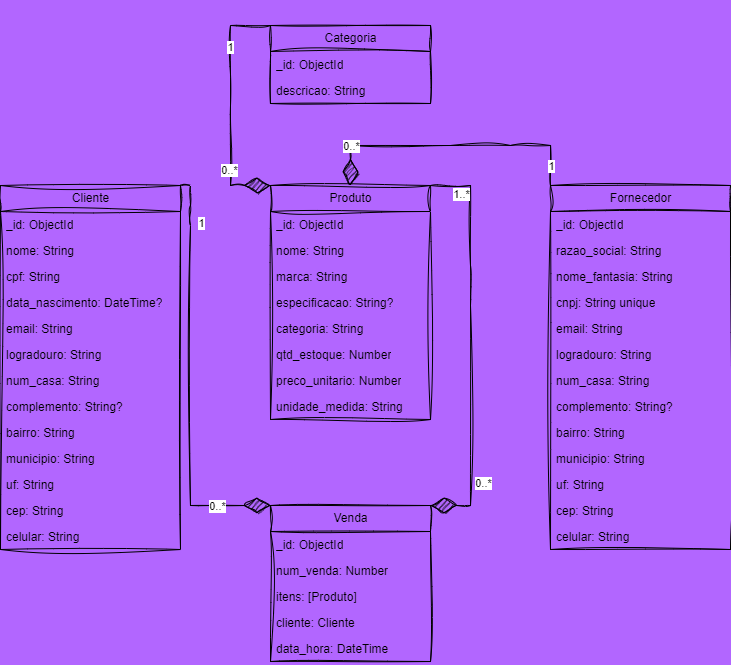 Categoria
_id: ObjectId
descricao: String
1
0..*
0..*
1
Cliente
_id: ObjectId
nome: String
cpf: String
data_nascimento: DateTime?
email: String
logradouro: String
num_casa: String
complemento: String?
bairro: String
municipio: String
uf: String
cep: String
celular: String
1
0..*
Produto
_id: ObjectId
nome: String
marca: String
especificacao: String?
categoria: String
qtd_estoque: Number
preco_unitario: Number
unidade_medida: String
1..*
0..*
Fornecedor
_id: ObjectId
razao_social: String
nome_fantasia: String
cnpj: String unique
email: String
logradouro: String
num_casa: String
complemento: String?
bairro: String
municipio: String
uf: String
cep: String
celular: String
Venda
_id: ObjectId
num_venda: Number
itens: [Produto]
cliente: Cliente
data_hora: DateTime